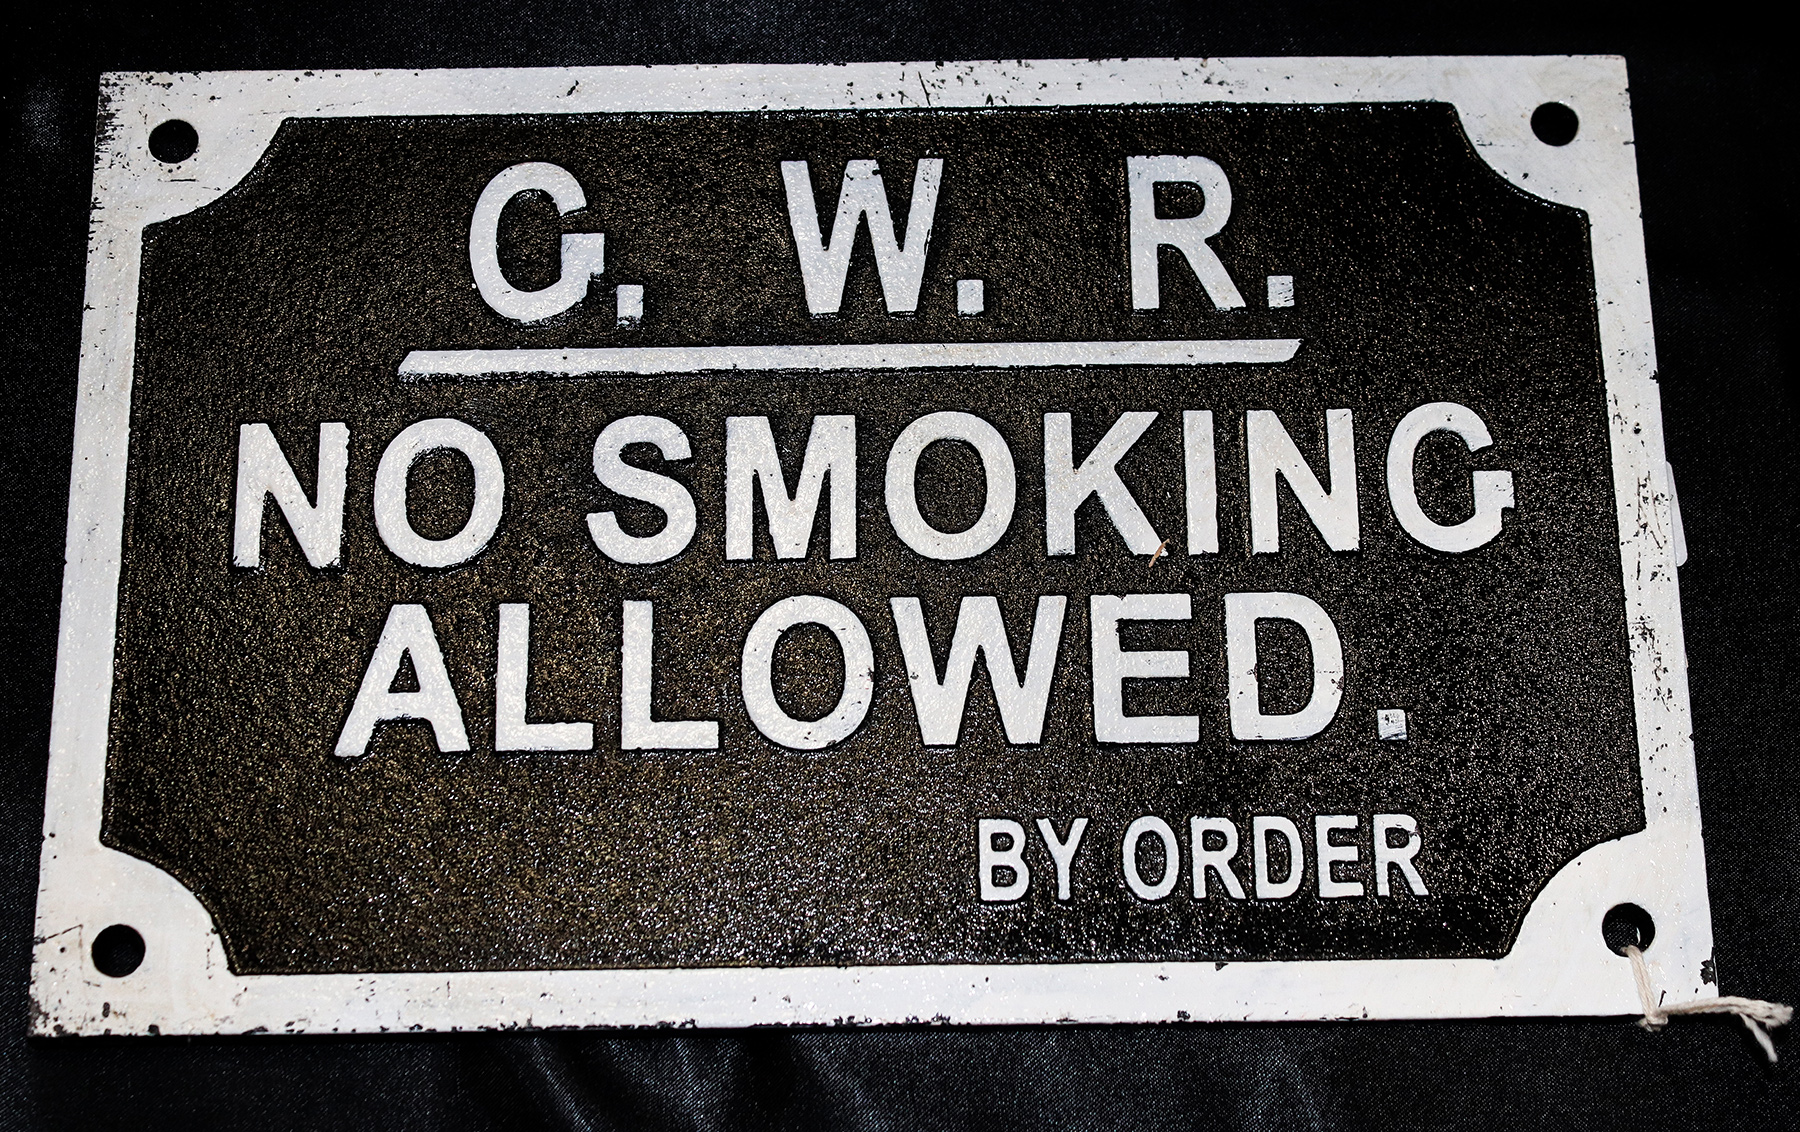 G. W. R.
NO SMOKING
ALLOWED.
BY ORDER